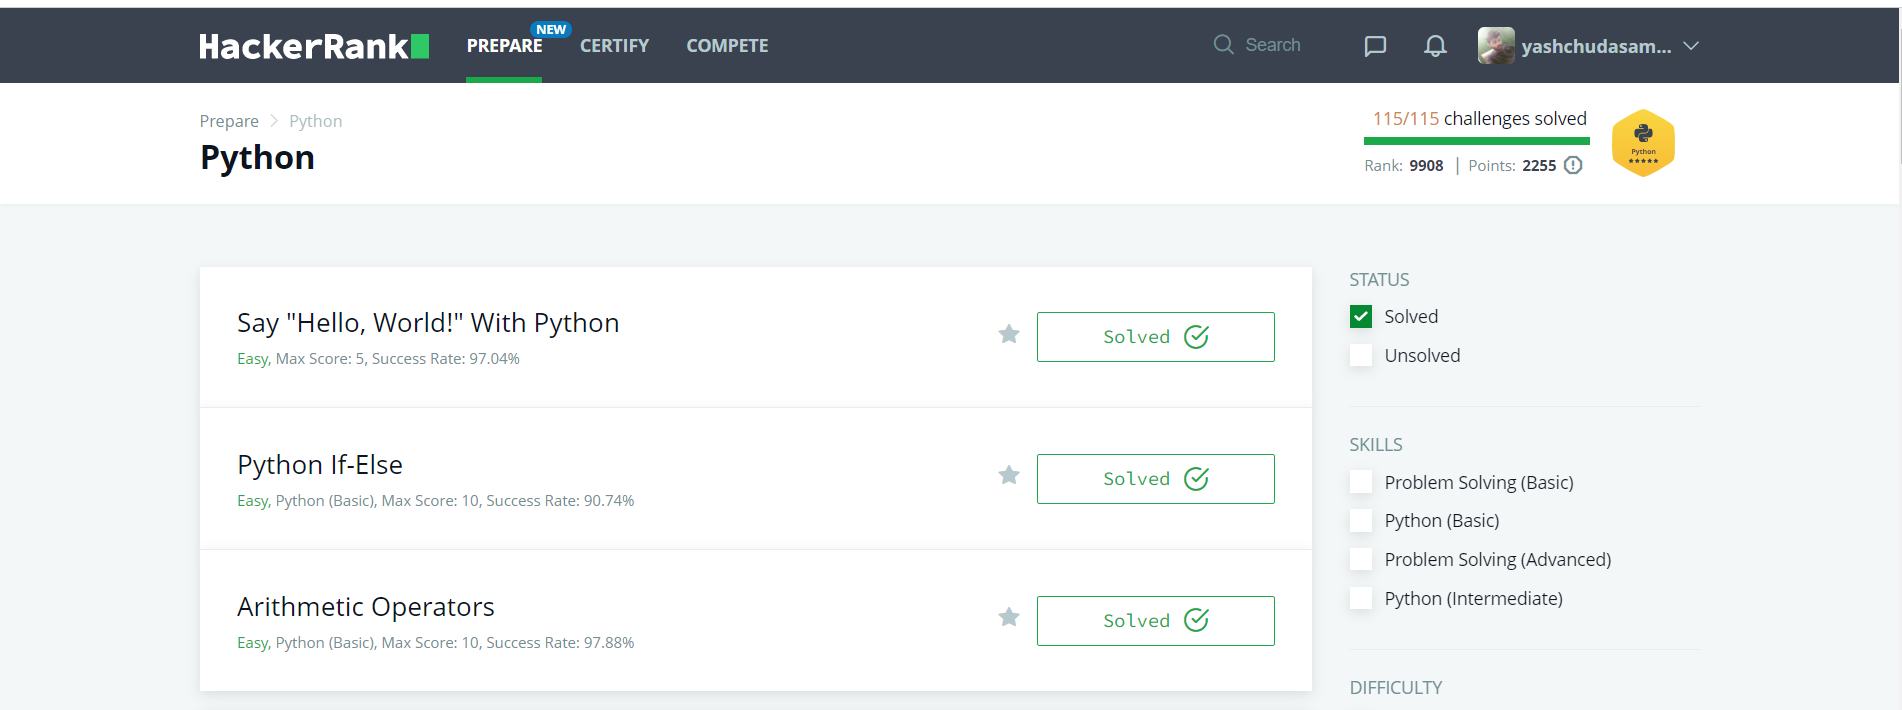 HackerRank PREPARE NEW CERTIFY COMPETE Search yashchudasam...
Prepare Python
Python
115/115 challenges solved
Rank: 9908 | Points: 2255
Python
Say "Hello, World!" With Python
Easy, Max Score: 5, Success Rate: 97.04%
Solved
Python If-Else
Easy, Python (Basic), Max Score: 10, Success Rate: 90.74%
Solved
Arithmetic Operators
Easy, Python (Basic), Max Score: 10, Success Rate: 97.88%
Solved
STATUS
Solved
Unsolved
SKILLS
Problem Solving (Basic)
Python (Basic)
Problem Solving (Advanced)
Python (Intermediate)
DIFFICULTY